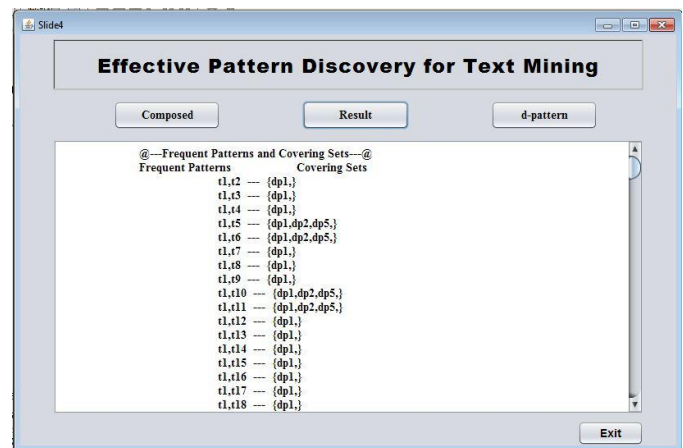 Slide4
Effective Pattern Discovery for Text Mining
Composed Result d-pattern
@---Frequent Patterns and Covering Sets---@
Frequent Patterns Covering Sets
t1,t2 --- {dp1,}
t1,t3 --- {dp1,}
t1,t4 --- {dp1,}
t1,t5 --- {dp1,dp2,dp5,}
t1,t6 --- {dp1,dp2,dp5,}
t1,t7 --- {dp1,}
t1,t8 --- {dp1,}
t1,t9 --- {dp1,}
t1,t10 --- {dp1,dp2,dp5,}
t1,t11 --- {dp1,dp2,dp5,}
t1,t12 --- {dp1,}
t1,t13 --- {dp1,}
t1,t14 --- {dp1,}
t1,t15 --- {dp1,}
t1,t16 --- {dp1,}
t1,t17 --- {dp1,}
t1,t18 --- {dp1,}
Exit